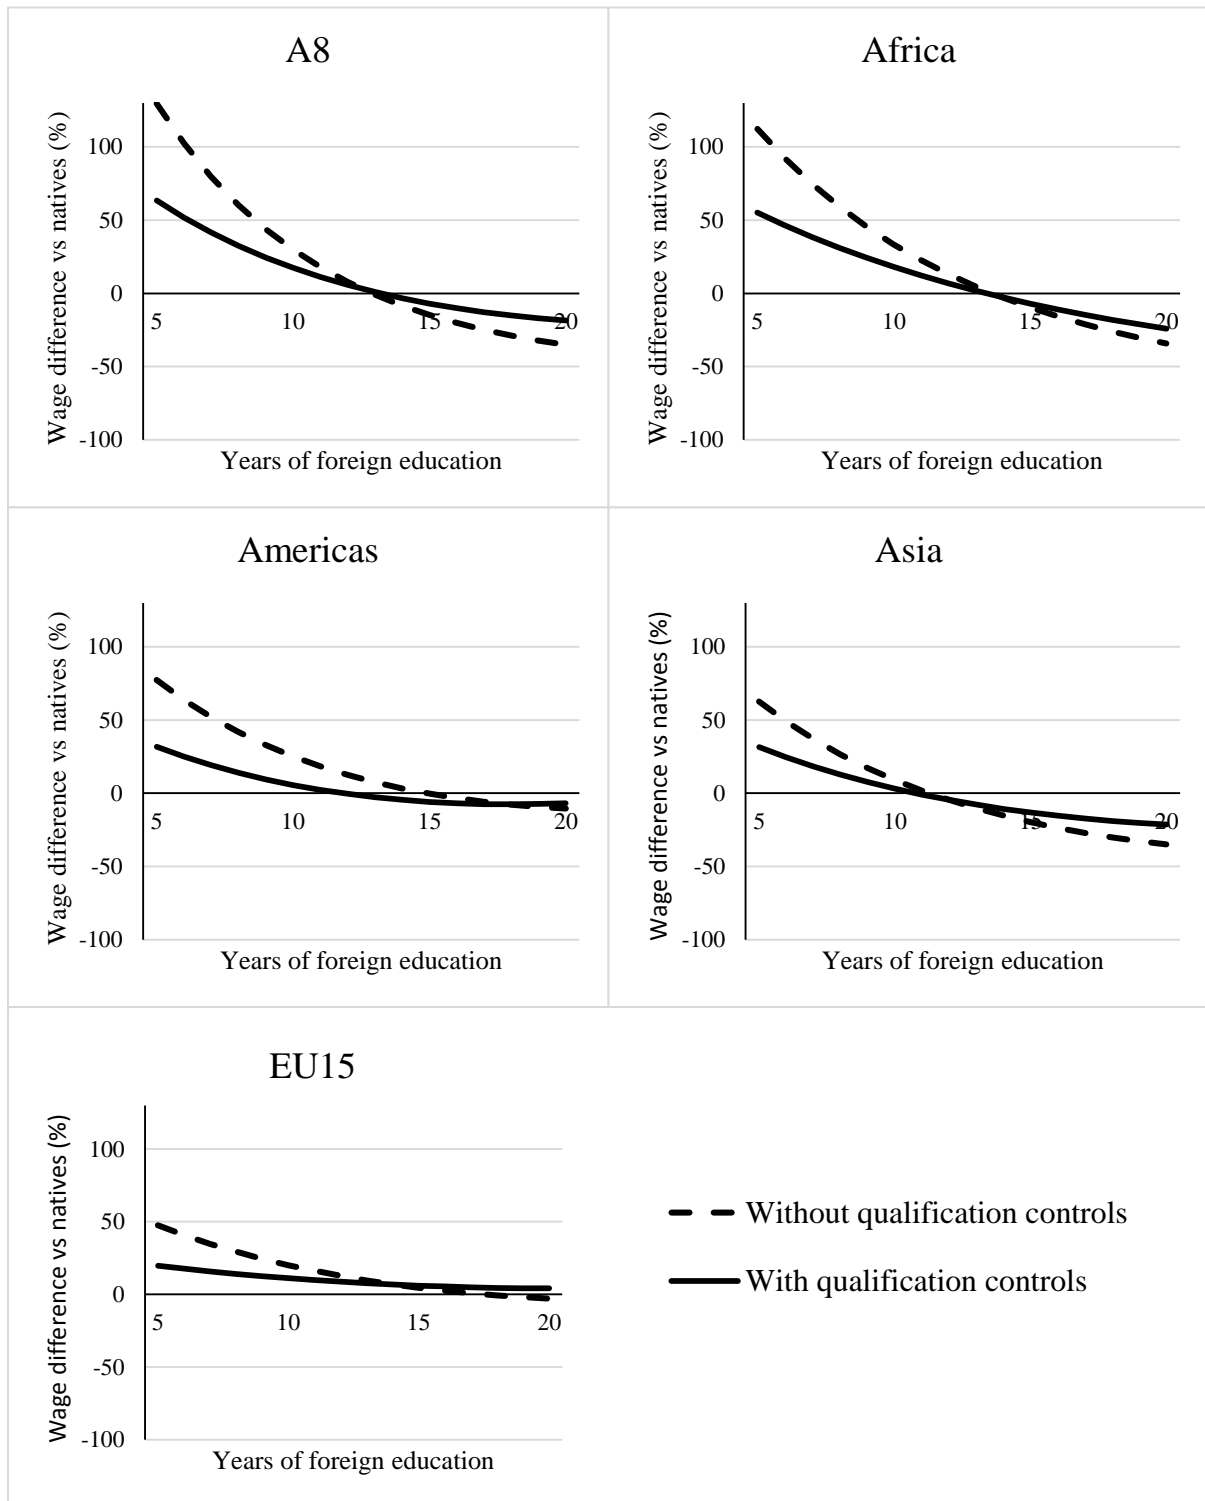 A8
Wage difference vs natives (%)
100
50
0
-50
-100
5
10
15
20
Years of foreign education
Africa
Wage difference vs natives (%)
100
50
0
-50
-100
5
10
15
20
Years of foreign education
Americas
Wage difference vs natives (%)
100
50
0
-50
-100
5
10
15
20
Years of foreign education
Asia
Wage difference vs natives (%)
100
50
0
-50
-100
5
10
15
20
Years of foreign education
EU15
Wage difference vs natives (%)
100
50
0
-50
-100
5
10
15
20
Years of foreign education
Without qualification controls
With qualification controls